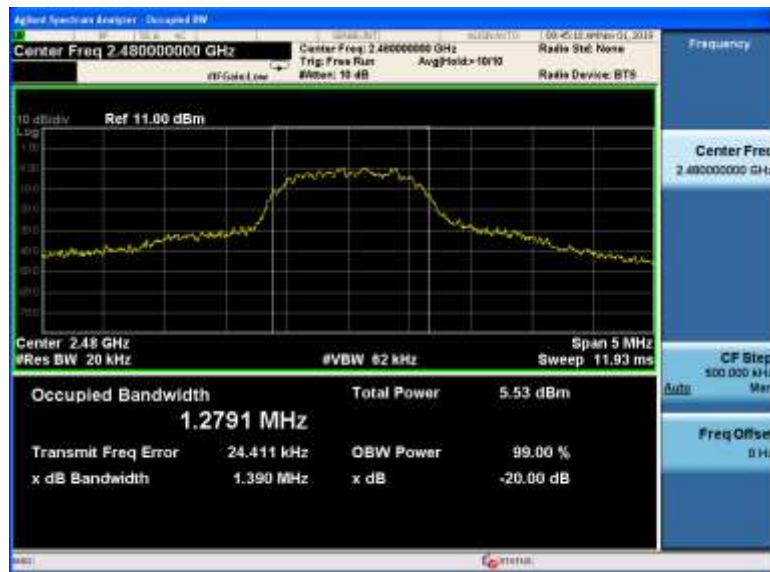 Agilent Spectrum Analyzer - Occupied BW
Center Freq 2.480000000 GHz
#IFGain:Low
Center Freq: 2.480000000 GHz
Trig: Free Run
Avg|Hold:> 10/10
#Atten: 10 dB
Radio Std: None
Radio Device: BTS
10 dB/div
Ref 11.00 dBm
Log
Center 2.48 GHz
Span 5 MHz
#Res BW 20 kHz
#VBW 62 kHz
Sweep 11.93 ms
Occupied Bandwidth
1.2791 MHz
Total Power 5.53 dBm
Transmit Freq Error 24.411 kHz
OBW Power 99.00 %
x dB Bandwidth 1.390 MHz
x dB -20.00 dB
Frequency
Center Freq
2.480000000 GHz
CF Step
500.000 kHz
Auto Man
Freq Offset
0 Hz
MSG
STATUS